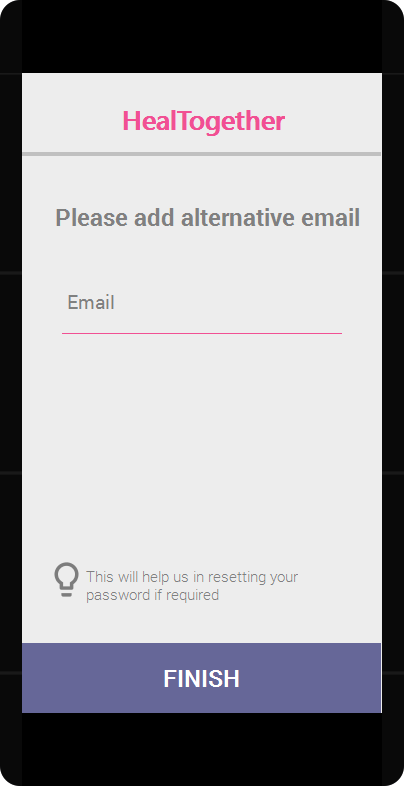 HealTogether
Please add alternative email
Email
This will help us in resetting your
password if required
FINISH